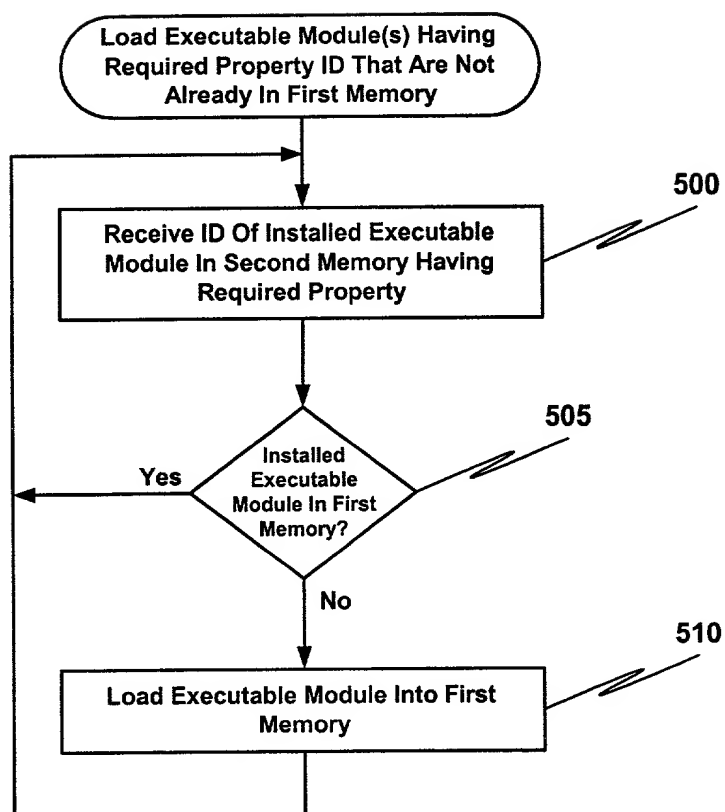 Load Executable Module(s) Having
Required Property ID That Are Not
Already In First Memory
500
Receive ID Of Installed Executable
Module In Second Memory Having
Required Property
505
Installed
Executable
Module In First
Memory?
Yes
No
510
Load Executable Module Into First
Memory